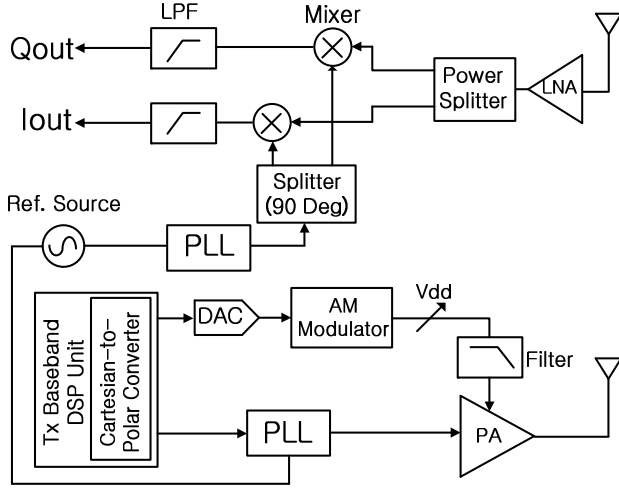 LPF
Mixer
Qout
Power
Splitter
LNA
Iout
Splitter
(90 Deg)
Ref. Source
PLL
Vdd
DAC
AM
Modulator
Filter
Tx Baseband
DSP Unit
Cartesian-to-
Polar Converter
PLL
PA